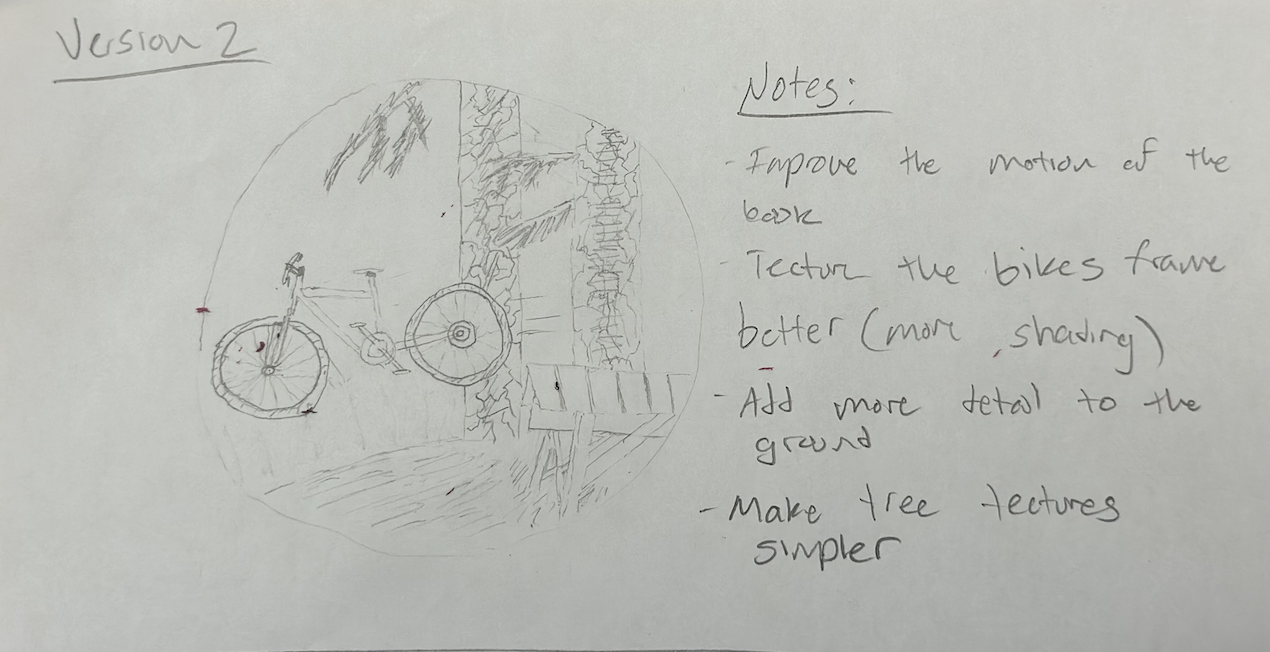 Version 2
Notes:
- Improve the motion of the
book
- Tectur the bikes frame
better (more shading)
- Add more detail to the
ground
- Make tree tectures
simpler